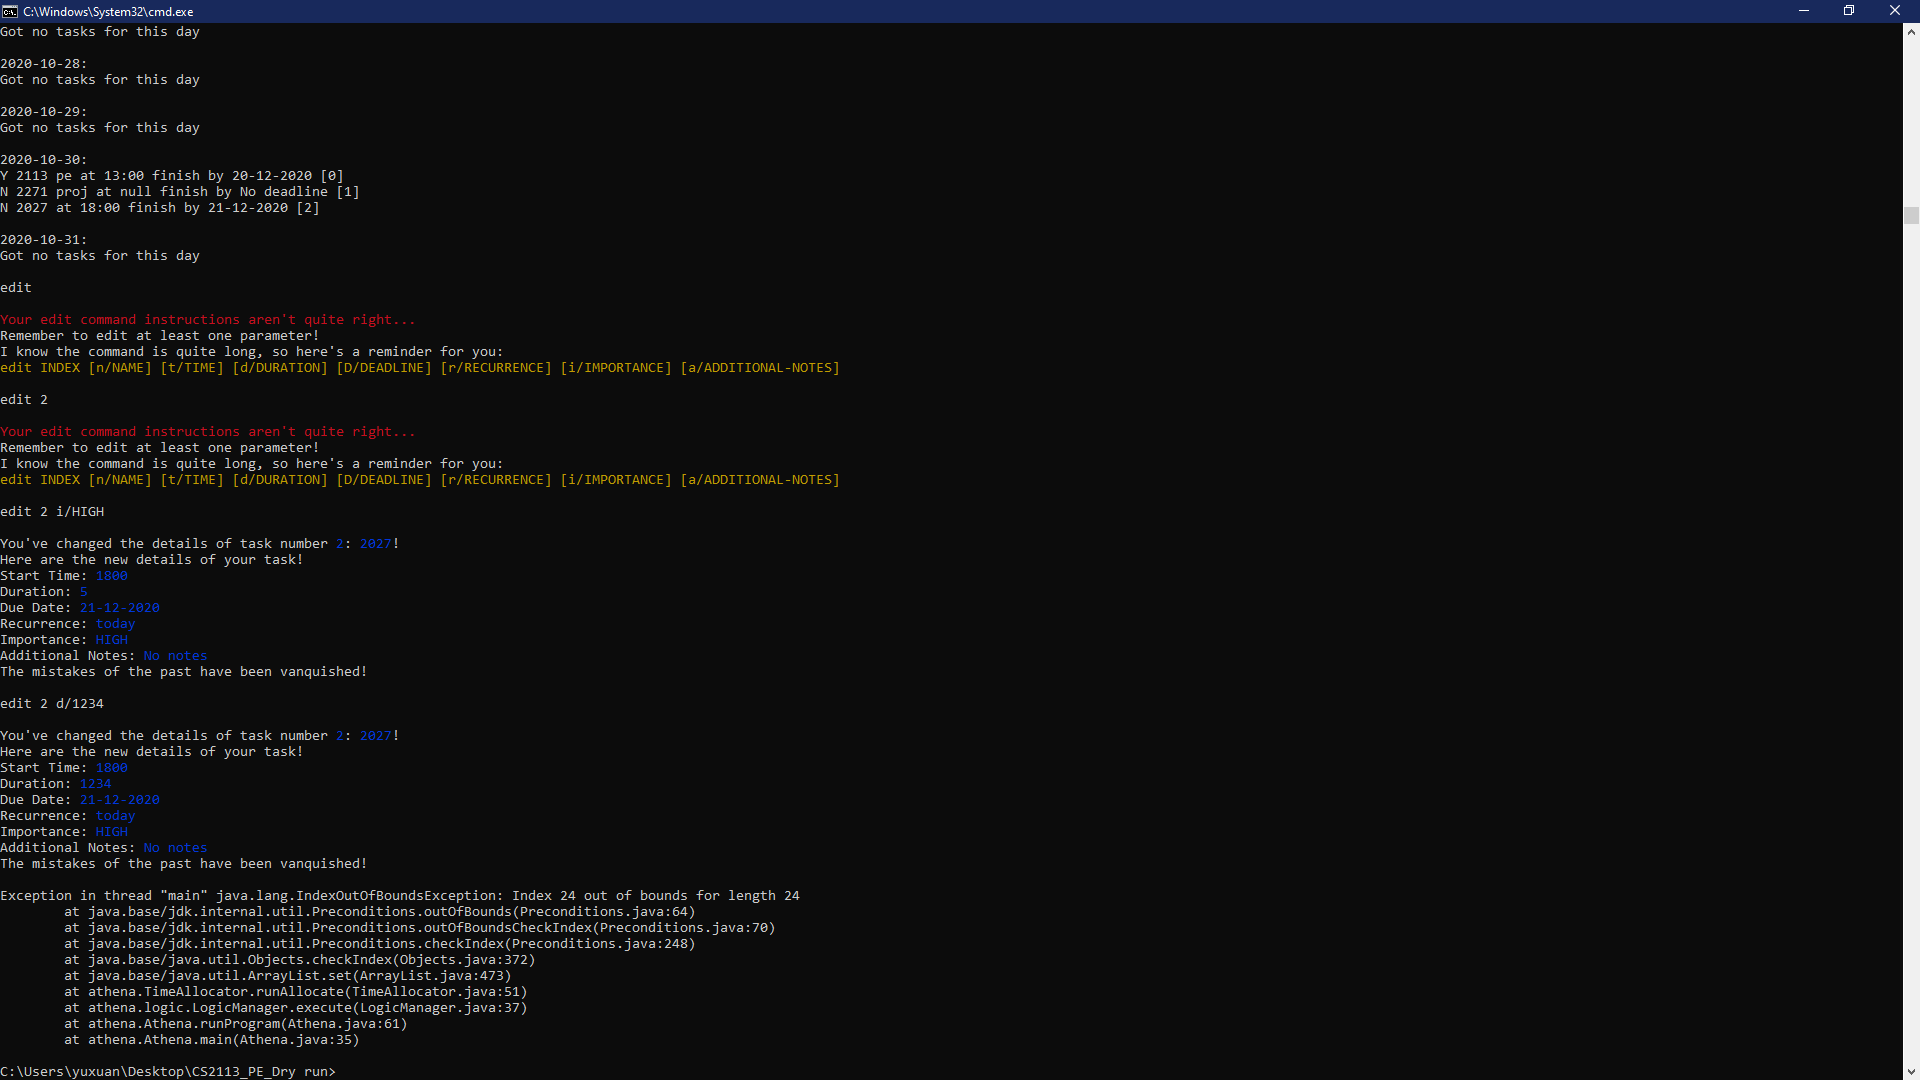 C:\Windows\System32\cmd.exe
Got no tasks for this day
2020-10-28:
Got no tasks for this day
2020-10-29:
Got no tasks for this day
2020-10-30:
Y 2113 pe at 13:00 finish by 20-12-2020 [0]
N 2271 proj at null finish by No deadline [1]
N 2027 at 18:00 finish by 21-12-2020 [2]
2020-10-31:
Got no tasks for this day
edit
Your edit command instructions aren't quite right...
Remember to edit at least one parameter!
I know the command is quite long, so here's a reminder for you:
edit INDEX [n/NAME] [t/TIME] [d/DURATION] [D/DEADLINE] [r/RECURRENCE] [i/IMPORTANCE] [a/ADDITIONAL-NOTES]
edit 2
Your edit command instructions aren't quite right...
Remember to edit at least one parameter!
I know the command is quite long, so here's a reminder for you:
edit INDEX [n/NAME] [t/TIME] [d/DURATION] [D/DEADLINE] [r/RECURRENCE] [i/IMPORTANCE] [a/ADDITIONAL-NOTES]
edit 2 i/HIGH
You've changed the details of task number 2: 2027!
Here are the new details of your task!
Start Time: 1800
Duration: 5
Due Date: 21-12-2020
Recurrence: today
Importance: HIGH
Additional Notes: No notes
The mistakes of the past have been vanquished!
edit 2 d/1234
You've changed the details of task number 2: 2027!
Here are the new details of your task!
Start Time: 1800
Duration: 1234
Due Date: 21-12-2020
Recurrence: today
Importance: HIGH
Additional Notes: No notes
The mistakes of the past have been vanquished!
Exception in thread "main" java.lang.IndexOutOfBoundsException: Index 24 out of bounds for length 24
at java.base/jdk.internal.util.Preconditions.outOfBounds(Preconditions.java:64)
at java.base/jdk.internal.util.Preconditions.outOfBoundsCheckIndex(Preconditions.java:70)
at java.base/jdk.internal.util.Preconditions.checkIndex(Preconditions.java:248)
at java.base/java.util.Objects.checkIndex(Objects.java:372)
at java.base/java.util.ArrayList.set(ArrayList.java:473)
at athena.TimeAllocator.runAllocate(TimeAllocator.java:51)
at athena.logic.LogicManager.execute(LogicManager.java:37)
at athena.Athena.runProgram(Athena.java:61)
at athena.Athena.main(Athena.java:35)
C:\Users\yuxuan\Desktop\CS2113_PE_Dry run>